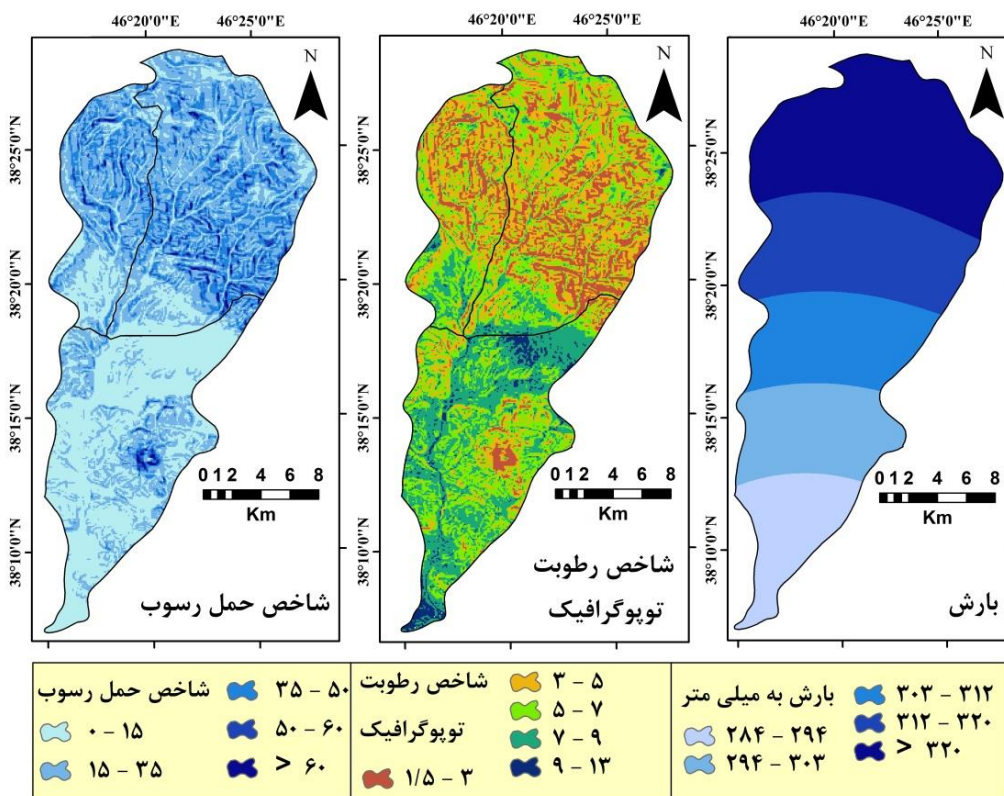 46°20'0"E 46°25'0"E
46°20'0"E 46°25'0"E
46°20'0"E 46°25'0"E
N
N
N
38°25'0"N
38°20'0"N
38°15'0"N
38°10'0"N
38°25'0"N
38°20'0"N
38°15'0"N
38°10'0"N
38°25'0"N
38°20'0"N
38°15'0"N
38°10'0"N
0 1 2 4 6 8
Km
0 1 2 4 6 8
Km
0 1 2 4 6 8
Km
شاخص حمل رسوب
شاخص رطوبت
توپوگرافیک
بارش
شاخص حمل رسوب
۰ - ۱۵
۱۵ - ۳۵
۳۵ - ۵۰
۵۰ - ۶۰
> ۶۰
شاخص رطوبت
توپوگرافیک
۱/۵ - ۳
۳ - ۵
۵ - ۷
۷ - ۹
۹ - ۱۳
بارش به میلی متر
۲۸۴ - ۲۹۴
۲۹۴ - ۳۰۳
۳۰۳ - ۳۱۲
۳۱۲ - ۳۲۰
> ۳۲۰